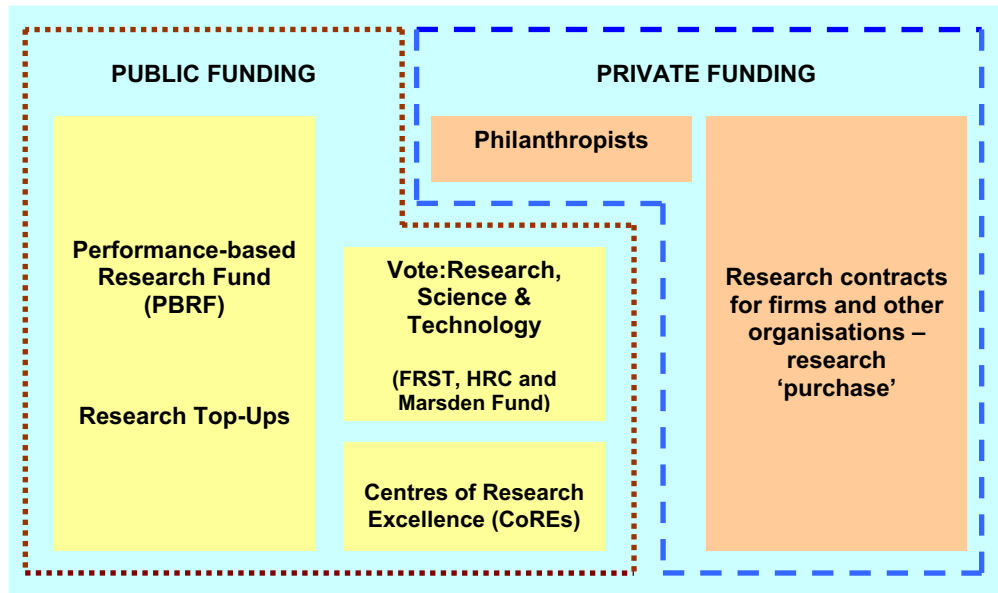 PUBLIC FUNDING
Performance-based
Research Fund
(PBRF)
Research Top-Ups
Vote:Research,
Science &
Technology
(FRST, HRC and
Marsden Fund)
Centres of Research
Excellence (CoREs)
PRIVATE FUNDING
Philanthropists
Research contracts
for firms and other
organisations –
research
‘purchase’